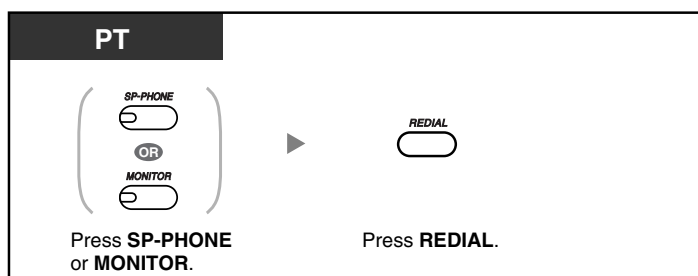 PT
SP-PHONE
OR
MONITOR
REDIAL
Press SP-PHONE
or MONITOR.
Press REDIAL.